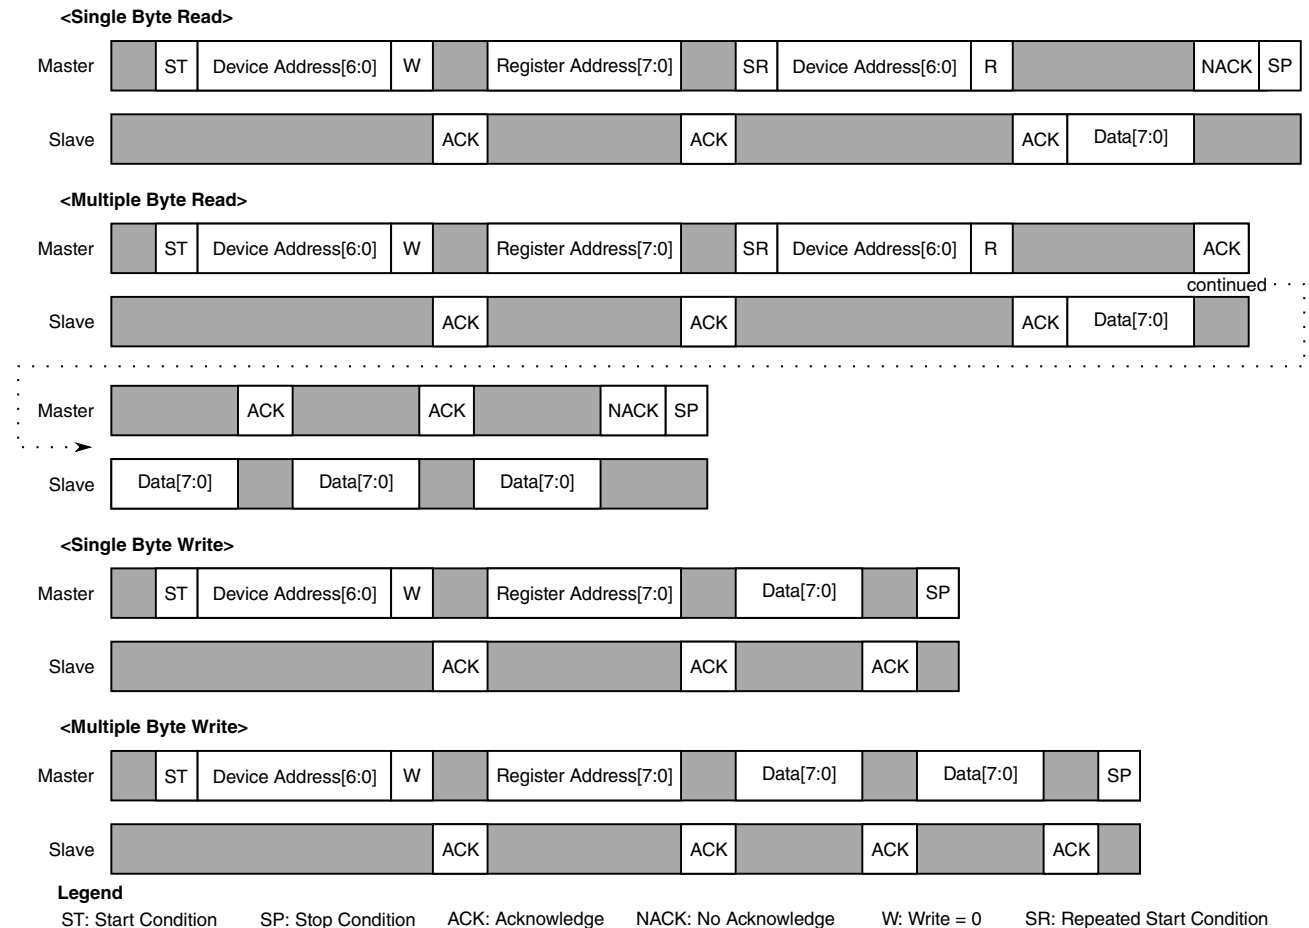 <Single Byte Read>
Master ST Device Address[6:0] W Register Address[7:0] SR Device Address[6:0] R NACK SP
Slave ACK ACK ACK Data[7:0]
<Multiple Byte Read>
Master ST Device Address[6:0] W Register Address[7:0] SR Device Address[6:0] R ACK
continued
Slave ACK ACK ACK Data[7:0]
Master ACK ACK NACK SP
Slave Data[7:0] Data[7:0] Data[7:0]
<Single Byte Write>
Master ST Device Address[6:0] W Register Address[7:0] Data[7:0] SP
Slave ACK ACK ACK
<Multiple Byte Write>
Master ST Device Address[6:0] W Register Address[7:0] Data[7:0] Data[7:0] SP
Slave ACK ACK ACK ACK
Legend
ST: Start Condition SP: Stop Condition ACK: Acknowledge NACK: No Acknowledge W: Write = 0 SR: Repeated Start Condition